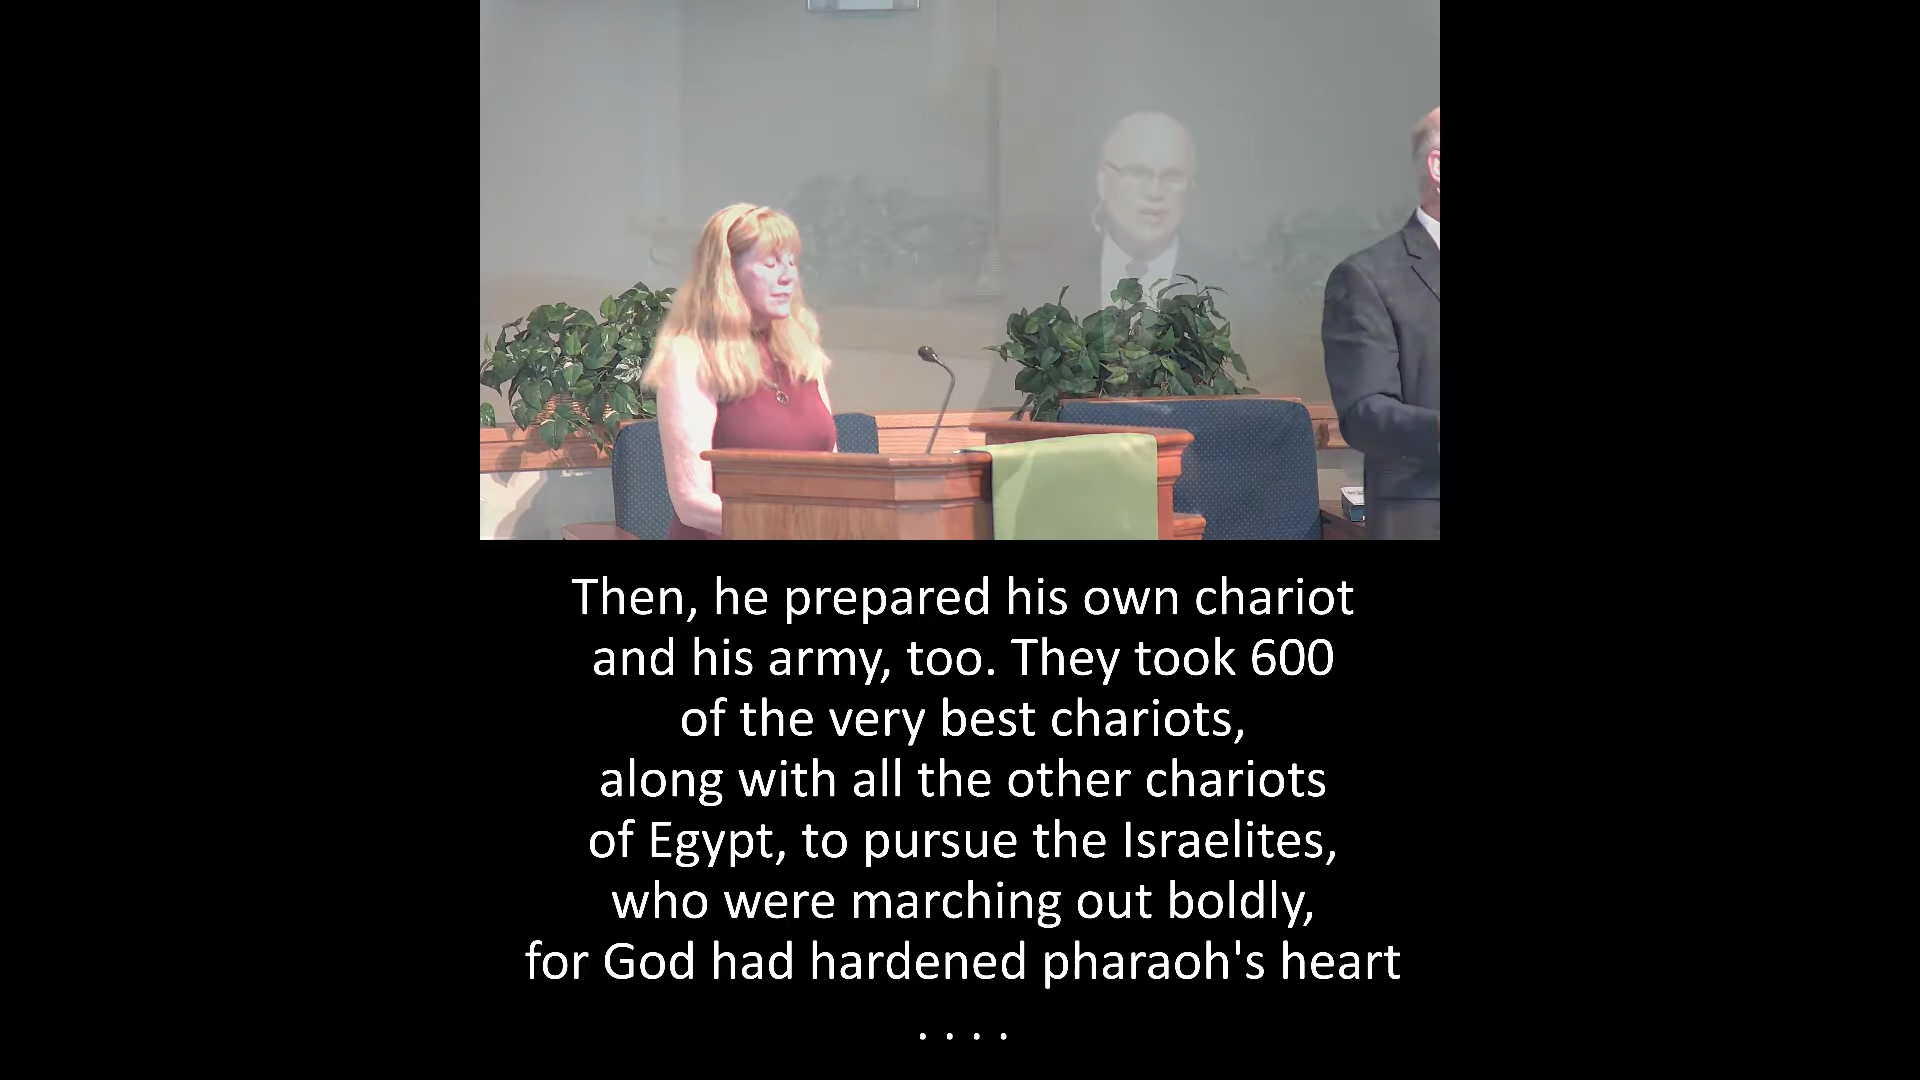 Then, he prepared his own chariot
and his army, too. They took 600
of the very best chariots,
along with all the other chariots
of Egypt, to pursue the Israelites,
who were marching out boldly,
for God had hardened pharaoh's heart
. . . .